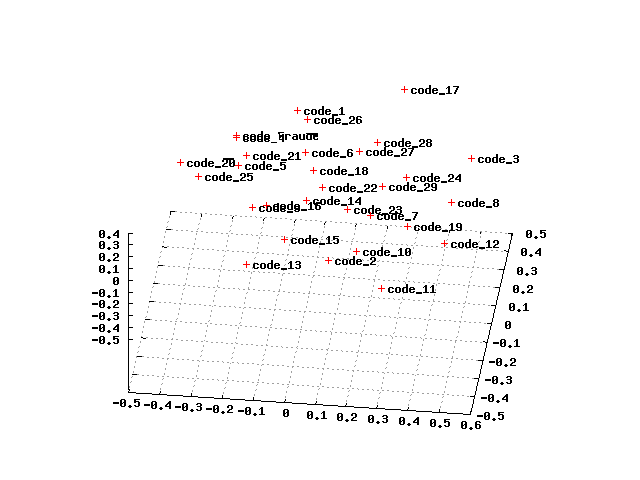 code_17
code_1
code_26
code_4
code_28
code_6
code_27
code_21
code_3
code_20
code_5
code_18
code_25
code_24
code_22
code_29
code_14
code_8
code_9
code_16
code_23
code_7
code_19
code_15
code_12
code_10
code_2
code_13
code_11
0.4
0.3
0.2
0.1
0
-0.1
-0.2
-0.3
-0.4
-0.5
0.5
0.4
0.3
0.2
0.1
0
-0.1
-0.2
-0.3
-0.4
-0.5
-0.5 -0.4 -0.3 -0.2 -0.1 0 0.1 0.2 0.3 0.4 0.5 0.6